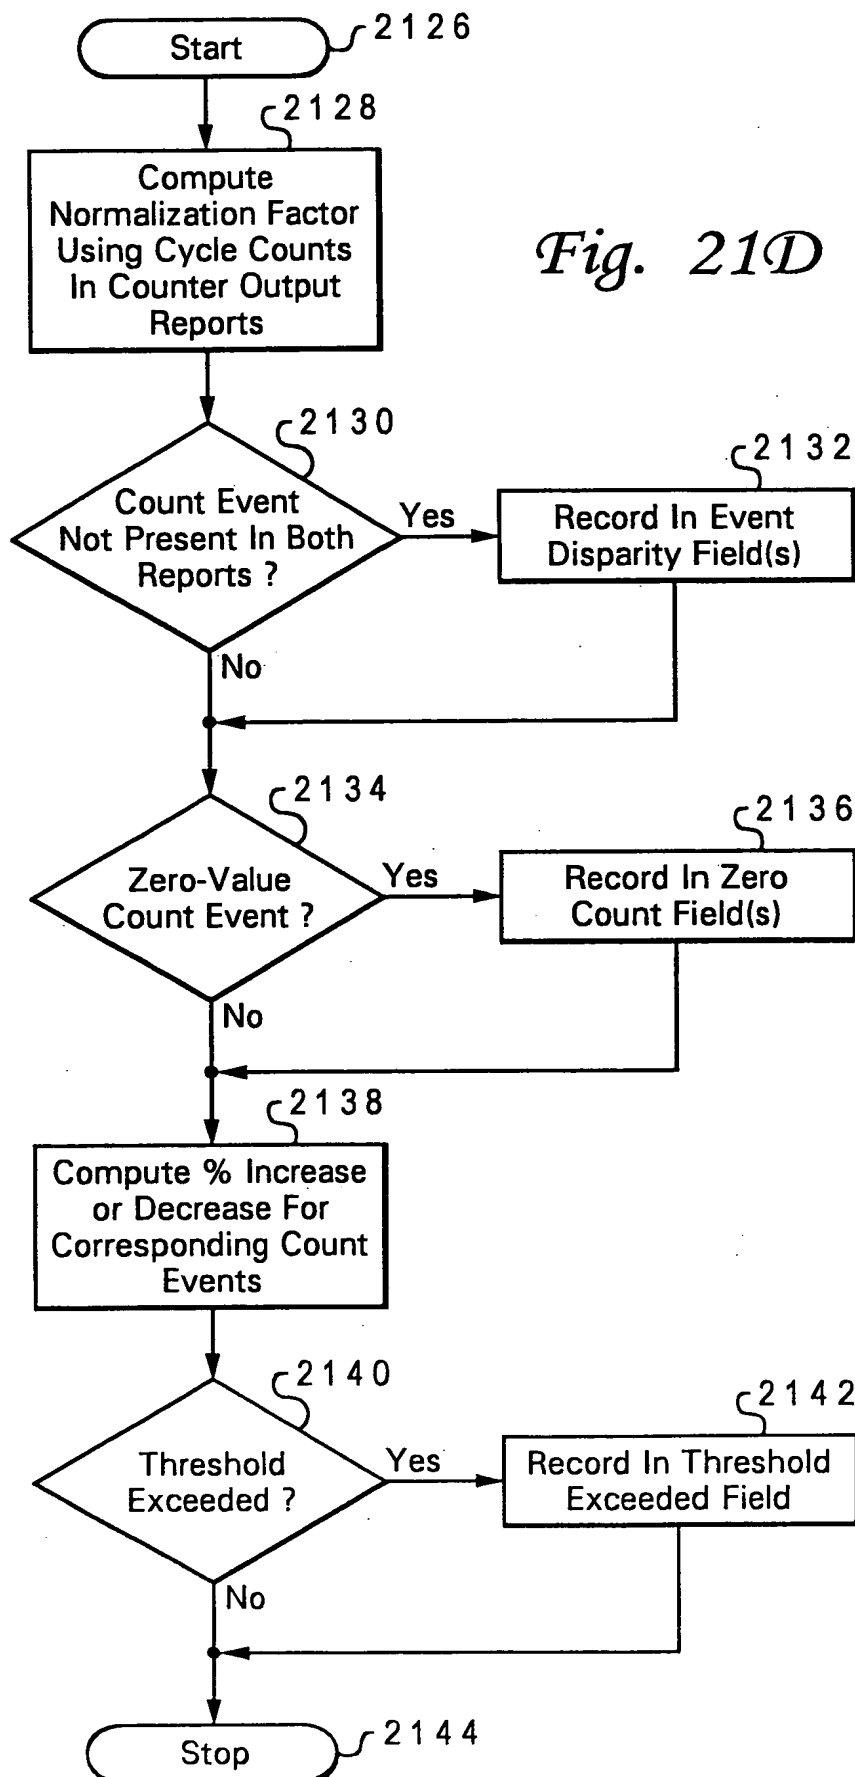 Start
2126
2128
Compute
Normalization Factor
Using Cycle Counts
In Counter Output
Reports
Fig. 21D
2130
Count Event
Not Present In Both
Reports ?
Yes
2132
Record In Event
Disparity Field(s)
No
2134
Zero-Value
Count Event ?
Yes
2136
Record In Zero
Count Field(s)
No
2138
Compute % Increase
or Decrease For
Corresponding Count
Events
2140
Threshold
Exceeded ?
Yes
2142
Record In Threshold
Exceeded Field
No
Stop
2144